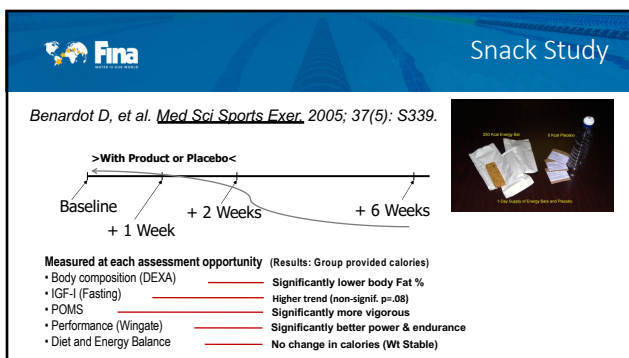 Fina
WATER IS OUR WORLD
Snack Study
Benardot D, et al. Med Sci Sports Exer. 2005; 37(5): S339.
>With Product or Placebo<
Baseline
+ 1 Week
+ 2 Weeks
+ 6 Weeks
250 Kcal Energy Bar
0 Kcal Placebo
1-Day Supply of Energy Bars and Placebo
Measured at each assessment opportunity (Results: Group provided calories)
• Body composition (DEXA) Significantly lower body Fat %
• IGF-I (Fasting) Higher trend (non-signif. p=.08)
• POMS Significantly more vigorous
• Performance (Wingate) Significantly better power & endurance
• Diet and Energy Balance No change in calories (Wt Stable)